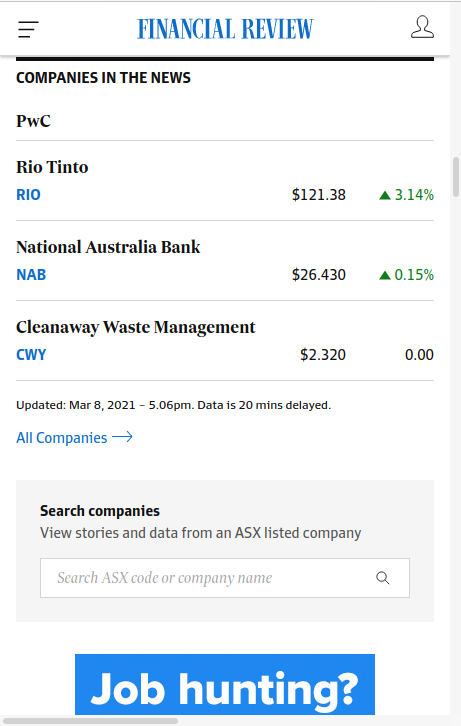 FINANCIAL REVIEW
COMPANIES IN THE NEWS
PwC
Rio Tinto
RIO $121.38 ▲ 3.14%
National Australia Bank
NAB $26.430 ▲ 0.15%
Cleanaway Waste Management
CWY $2.320 0.00
Updated: Mar 8, 2021 – 5.06pm. Data is 20 mins delayed.
All Companies →
Search companies
View stories and data from an ASX listed company
Search ASX code or company name
Job hunting?